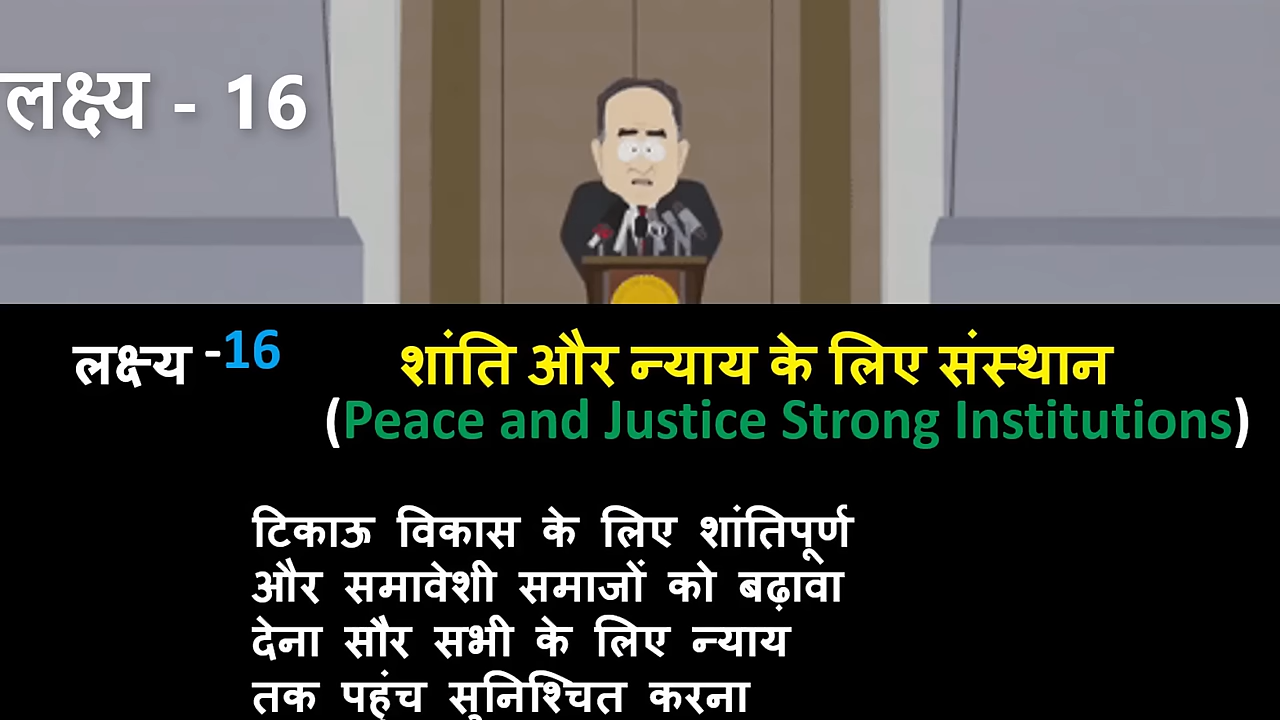 लक्ष्य - 16
लक्ष्य -16 शांति और न्याय के लिए संस्थान
(Peace and Justice Strong Institutions)
टिकाऊ विकास के लिए शांतिपूर्ण
और समावेशी समाजों को बढ़ावा
देना सौर सभी के लिए न्याय
तक पहुंच सुनिश्चित करना